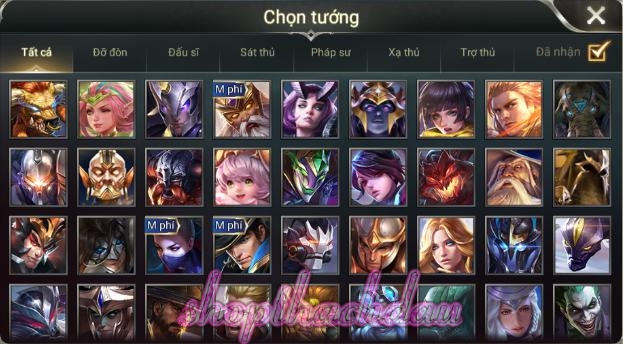 Chọn tướng
Tất cả Đỡ đòn Đấu sĩ Sát thủ Pháp sư Xạ thủ Trợ thủ Đã nhận
M phí
M phí M phí
shopthachdau